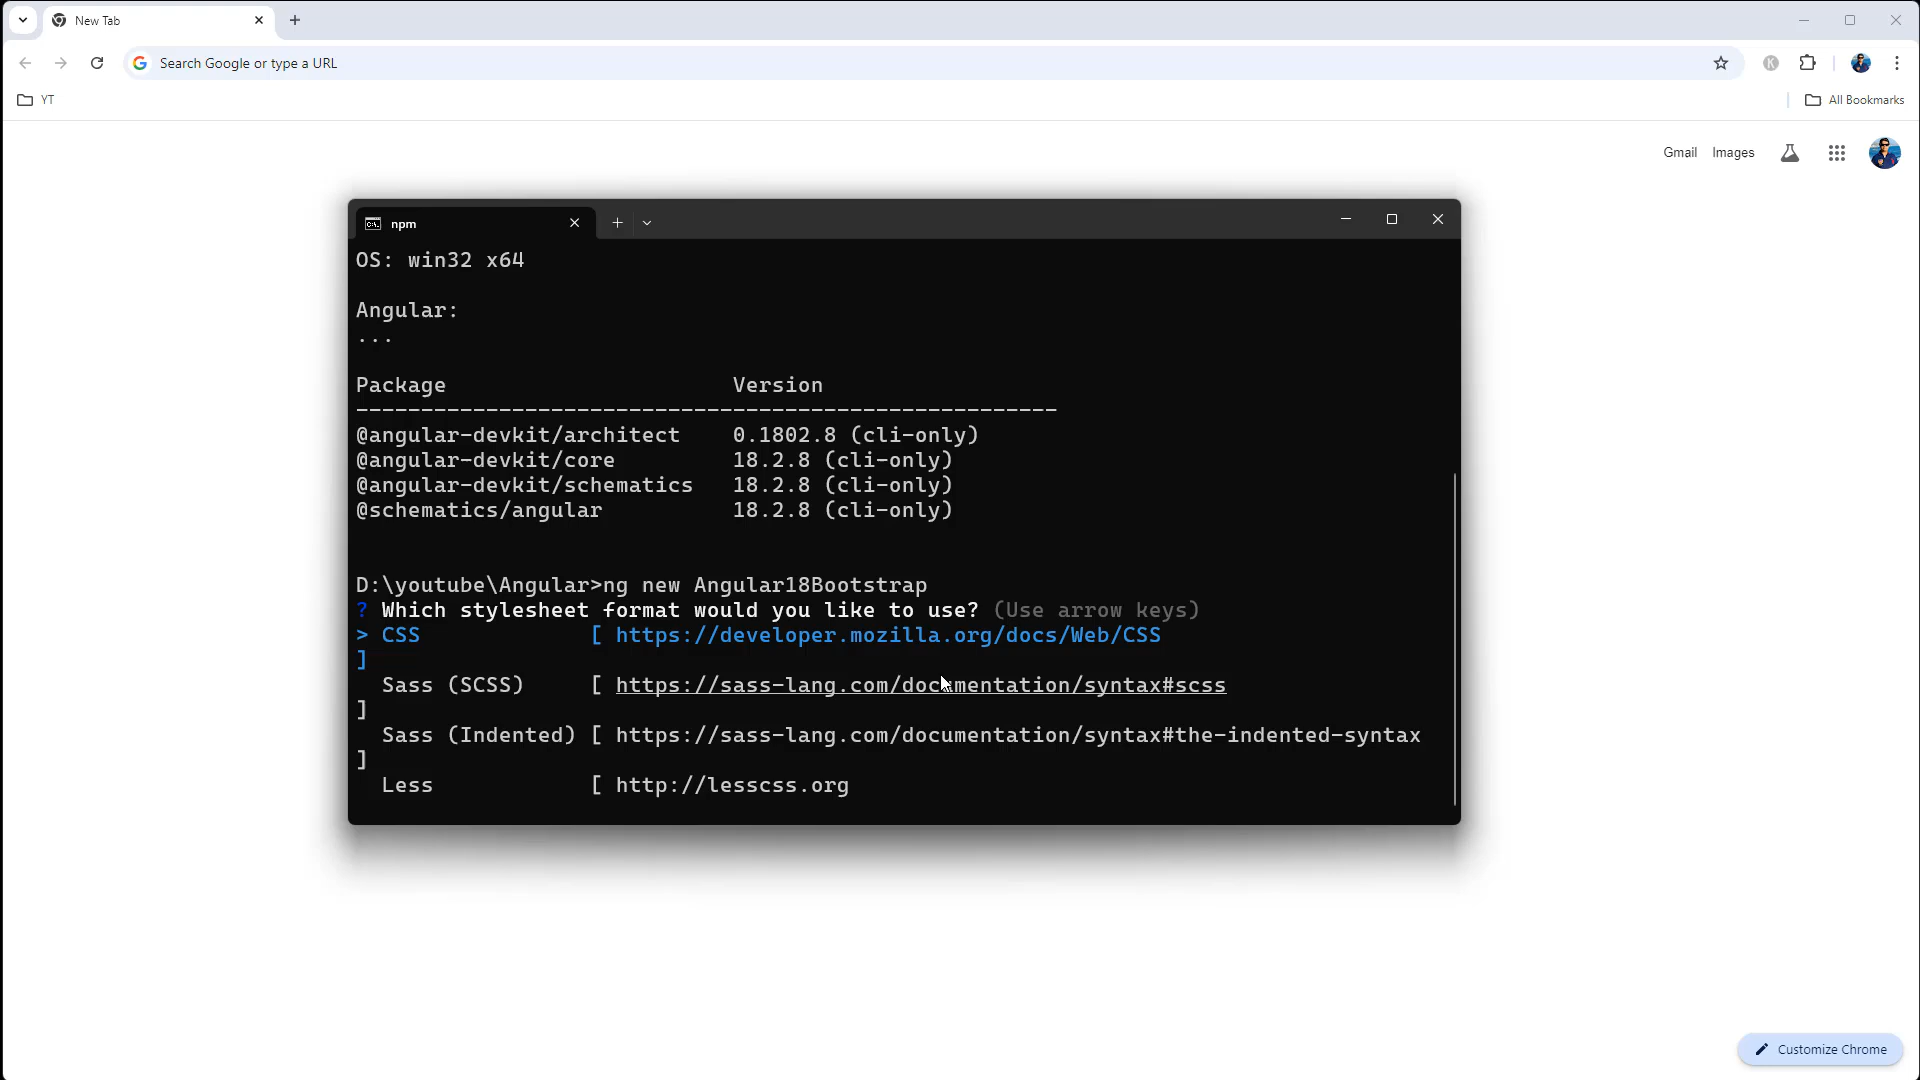 New Tab
Search Google or type a URL
K
YT
All Bookmarks
Gmail Images
npm
OS: win32 x64
Angular:
...
Package Version
------------------------------------------------------
@angular-devkit/architect 0.1802.8 (cli-only)
@angular-devkit/core 18.2.8 (cli-only)
@angular-devkit/schematics 18.2.8 (cli-only)
@schematics/angular 18.2.8 (cli-only)
D:\youtube\Angular>ng new Angular18Bootstrap
? Which stylesheet format would you like to use? (Use arrow keys)
> CSS [ https://developer.mozilla.org/docs/Web/CSS
]
Sass (SCSS) [ https://sass-lang.com/documentation/syntax#scss
]
Sass (Indented) [ https://sass-lang.com/documentation/syntax#the-indented-syntax
]
Less [ http://lesscss.org
Customize Chrome